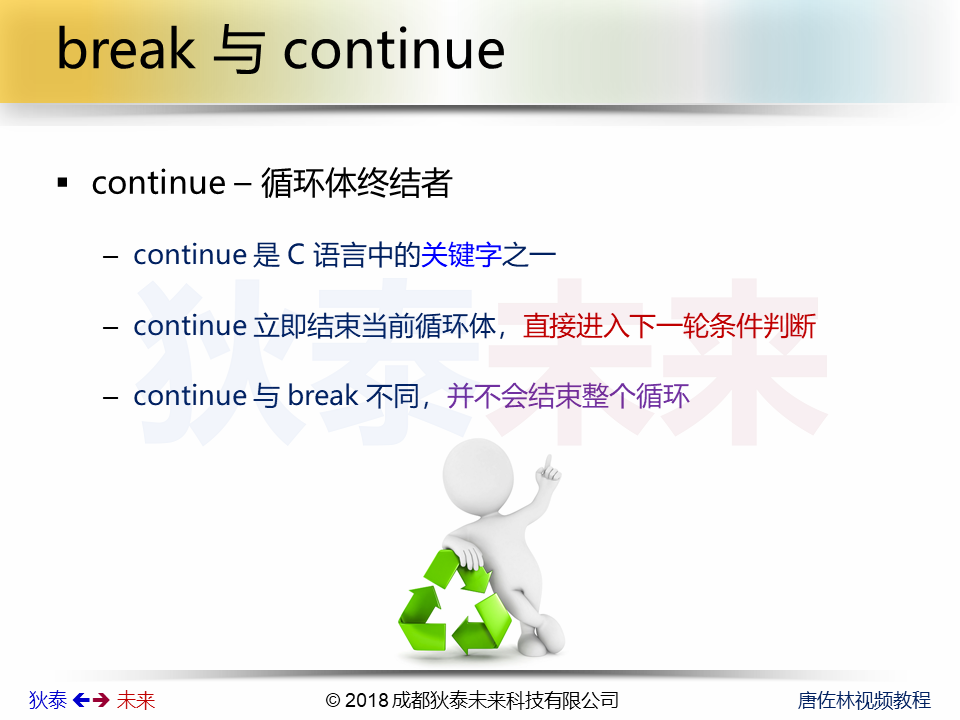 break 与 continue
▪ continue – 循环体终结者
– continue 是 C 语言中的关键字之一
– continue 立即结束当前循环体，直接进入下一轮条件判断
– continue 与 break 不同，并不会结束整个循环
狄泰未来
狄泰 🡸🡺 未来
© 2018 成都狄泰未来科技有限公司
唐佐林视频教程